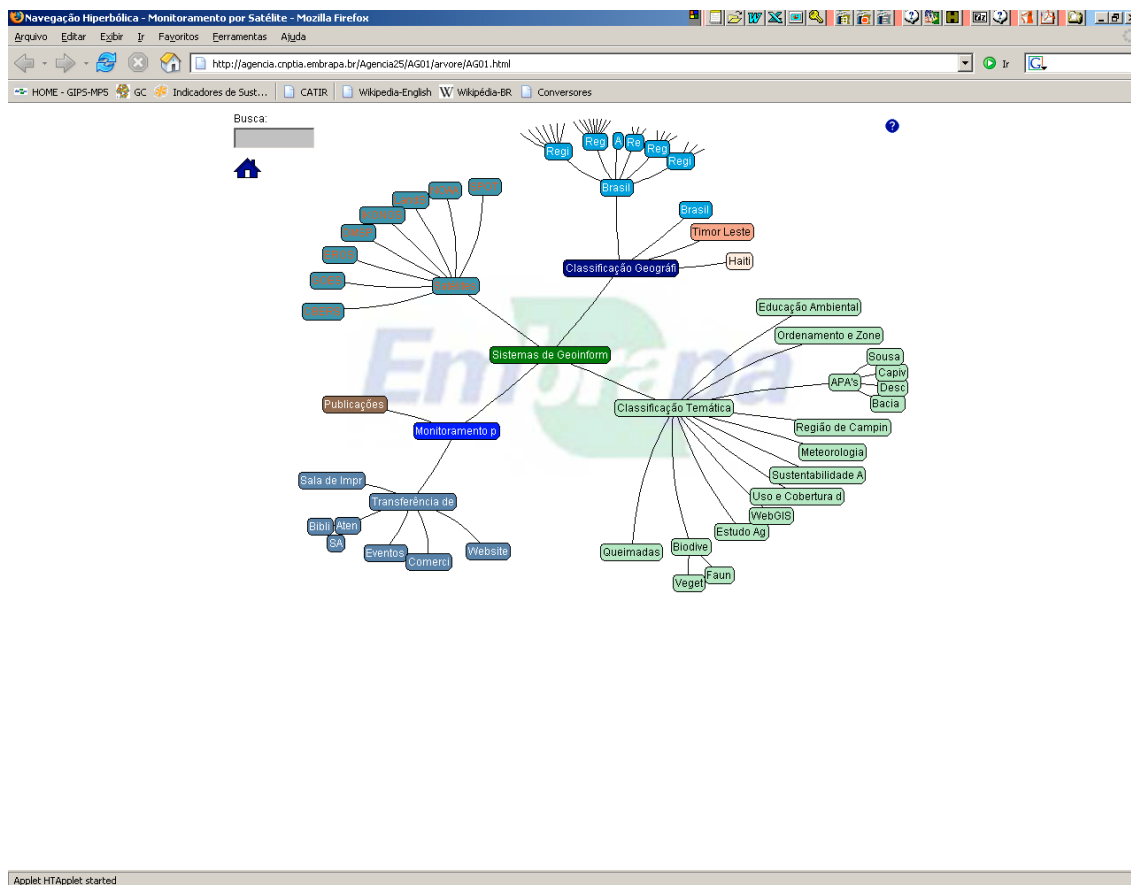 Navegação Hiperbólica - Monitoramento por Satélite - Mozilla Firefox
Arquivo Editar Exibir Ir Favoritos Ferramentas Ajuda
http://agencia.cnptia.embrapa.br/Agencia25/AG01/arvore/AG01.html
Ir
HOME - GIP5-MP5 GC Indicadores de Sust... CATIR Wikipedia-English Wikipédia-BR Conversores
Busca:
Regi
Reg
A
Re
Reg
Regi
Brasil
Brasil
Timor Leste
Haiti
Classificação Geográfi
Sistemas de Geoinform
Embrapa
Educação Ambiental
Ordenamento e Zone
Sousa
Capiv
APA's
Desc
Bacia
Classificação Temática
Região de Campin
Meteorologia
Sustentabilidade A
Uso e Cobertura d
WebGIS
Estudo Ag
Biodive
Queimadas
Faun
Veget
Publicações
Monitoramento p
Sala de Impr
Transferência de
Bibli
Aten
SA
Eventos
Comerci
Website
Applet HTApplet started